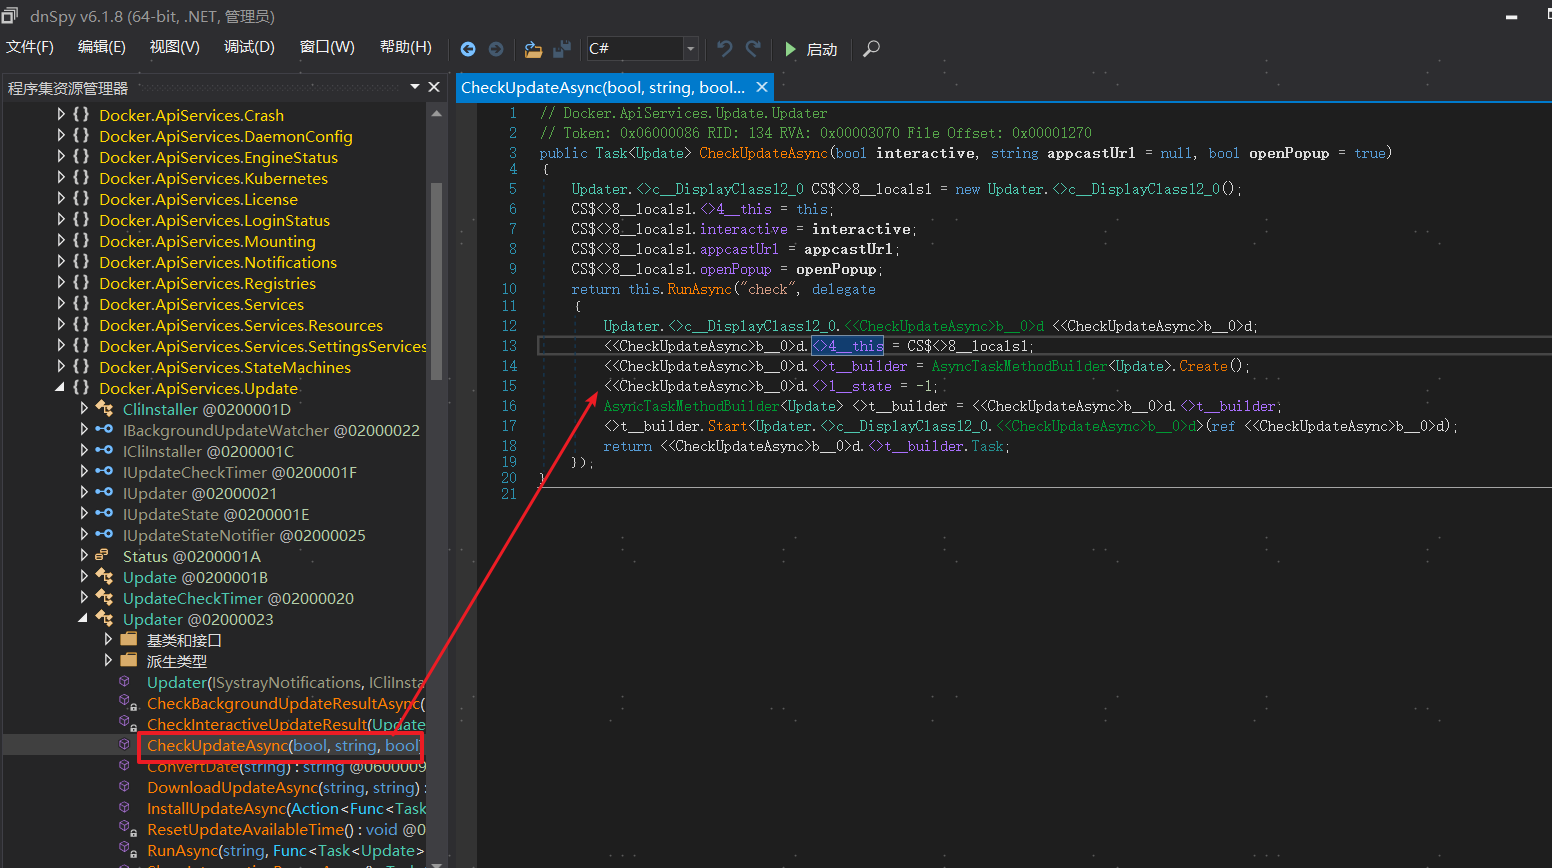 dnSpy v6.1.8 (64-bit, .NET, 管理员)
文件(F) 编辑(E) 视图(V) 调试(D) 窗口(W) 帮助(H) C# 启动
程序集资源管理器
{ } Docker.ApiServices.Crash
{ } Docker.ApiServices.DaemonConfig
{ } Docker.ApiServices.EngineStatus
{ } Docker.ApiServices.Kubernetes
{ } Docker.ApiServices.License
{ } Docker.ApiServices.LoginStatus
{ } Docker.ApiServices.Mounting
{ } Docker.ApiServices.Notifications
{ } Docker.ApiServices.Registries
{ } Docker.ApiServices.Services
{ } Docker.ApiServices.Services.Resources
{ } Docker.ApiServices.Services.SettingsServices
{ } Docker.ApiServices.StateMachines
{ } Docker.ApiServices.Update
CliInstaller @0200001D
IBackgroundUpdateWatcher @02000022
ICliInstaller @0200001C
IUpdateCheckTimer @0200001F
IUpdater @02000021
IUpdateState @0200001E
IUpdateStateNotifier @02000025
Status @0200001A
Update @0200001B
UpdateCheckTimer @02000020
Updater @02000023
基类和接口
派生类型
Updater(ISystrayNotifications, ICliInsta
CheckBackgroundUpdateResultAsync(
CheckInteractiveUpdateResult(Update
CheckUpdateAsync(bool, string, bool
ConvertDate(string) : string @0600009
DownloadUpdateAsync(string, string) :
InstallUpdateAsync(Action<Func<Task
ResetUpdateAvailableTime() : void @0
RunAsync(string, Func<Task<Update>
CheckUpdateAsync(bool, string, bool...
1 // Docker.ApiServices.Update.Updater
2 // Token: 0x06000086 RID: 134 RVA: 0x00003070 File Offset: 0x00001270
3 public Task<Update> CheckUpdateAsync(bool interactive, string appcastUrl = null, bool openPopup = true)
4 {
5 Updater.<>c__DisplayClass12_0 CS$<>8__locals1 = new Updater.<>c__DisplayClass12_0();
6 CS$<>8__locals1.<>4__this = this;
7 CS$<>8__locals1.interactive = interactive;
8 CS$<>8__locals1.appcastUrl = appcastUrl;
9 CS$<>8__locals1.openPopup = openPopup;
10 return this.RunAsync("check", delegate
11 {
12 Updater.<>c__DisplayClass12_0.<<CheckUpdateAsync>b__0>d <<CheckUpdateAsync>b__0>d;
13 <<CheckUpdateAsync>b__0>d.<>4__this = CS$<>8__locals1;
14 <<CheckUpdateAsync>b__0>d.<>t__builder = AsyncTaskMethodBuilder<Update>.Create();
15 <<CheckUpdateAsync>b__0>d.<>1__state = -1;
16 AsyncTaskMethodBuilder<Update> <>t__builder = <<CheckUpdateAsync>b__0>d.<>t__builder;
17 <>t__builder.Start<Updater.<>c__DisplayClass12_0.<<CheckUpdateAsync>b__0>d>(ref <<CheckUpdateAsync>b__0>d);
18 return <<CheckUpdateAsync>b__0>d.<>t__builder.Task;
19 });
20 }
21